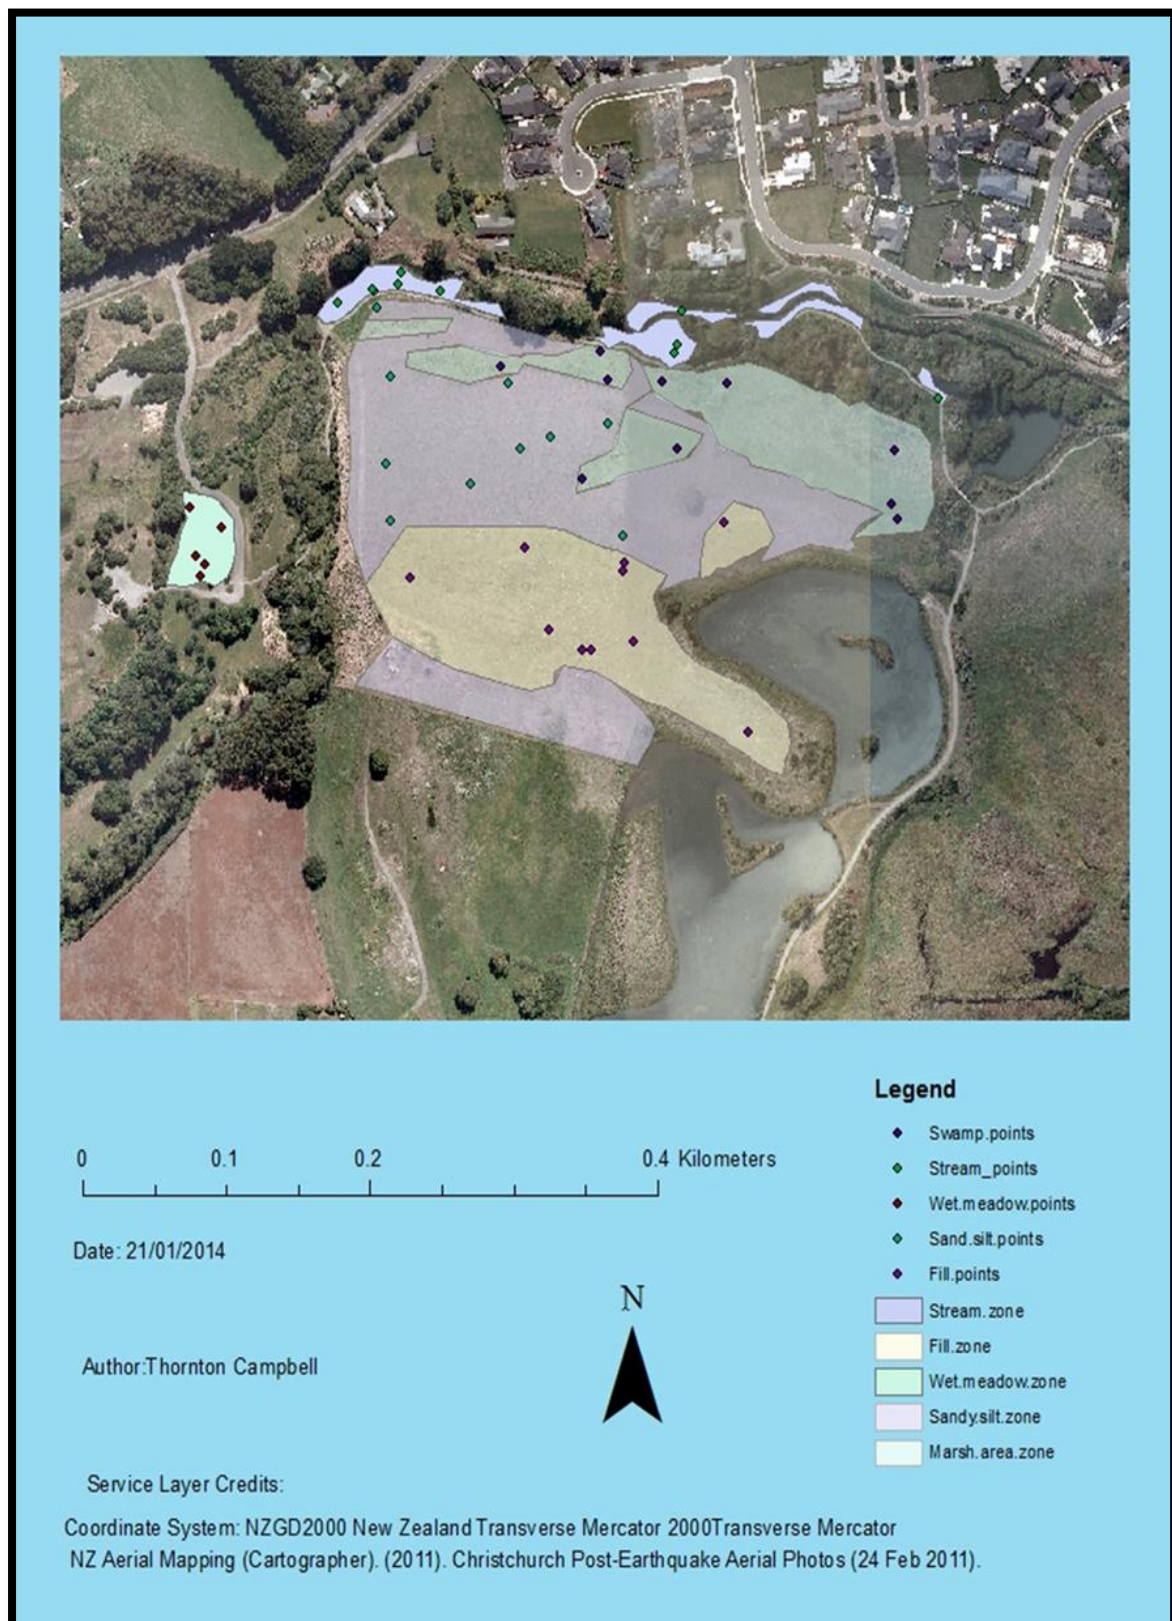 Legend
Swamp.points
Stream_points
Wet.meadow.points
Sand.silt.points
Fill.points
Stream.zone
Fill.zone
Wet.meadow.zone
Sandy.silt.zone
Marsh.area.zone
0 0.1 0.2 0.4 Kilometers
Date: 21/01/2014
N
Author:Thornton Campbell
Service Layer Credits:
Coordinate System: NZGD2000 New Zealand Transverse Mercator 2000Transverse Mercator
NZ Aerial Mapping (Cartographer). (2011). Christchurch Post-Earthquake Aerial Photos (24 Feb 2011).